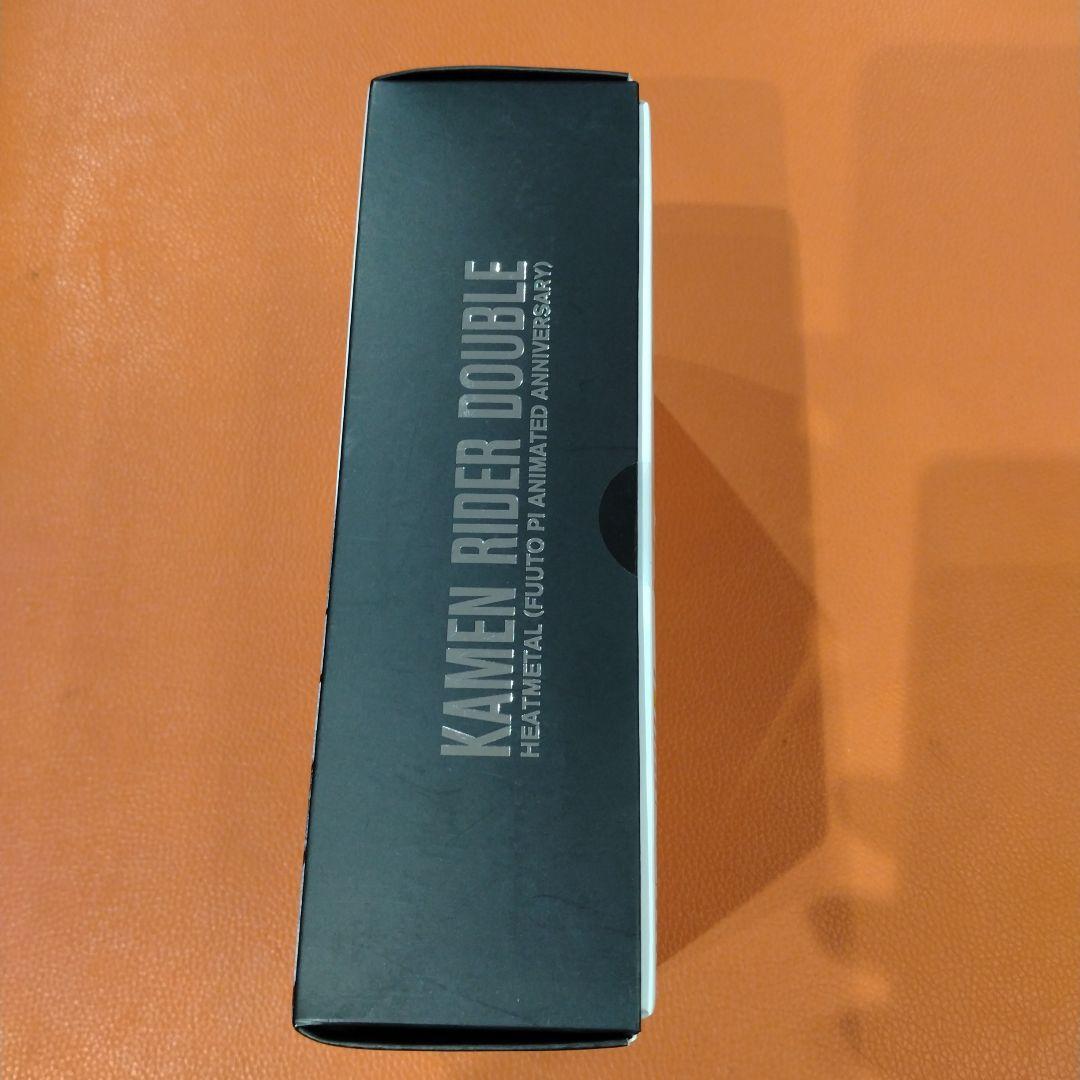 KAMEN RIDER DOUBLE
HEATMETAL (FUUTO PI ANIMATED ANNIVERSARY)